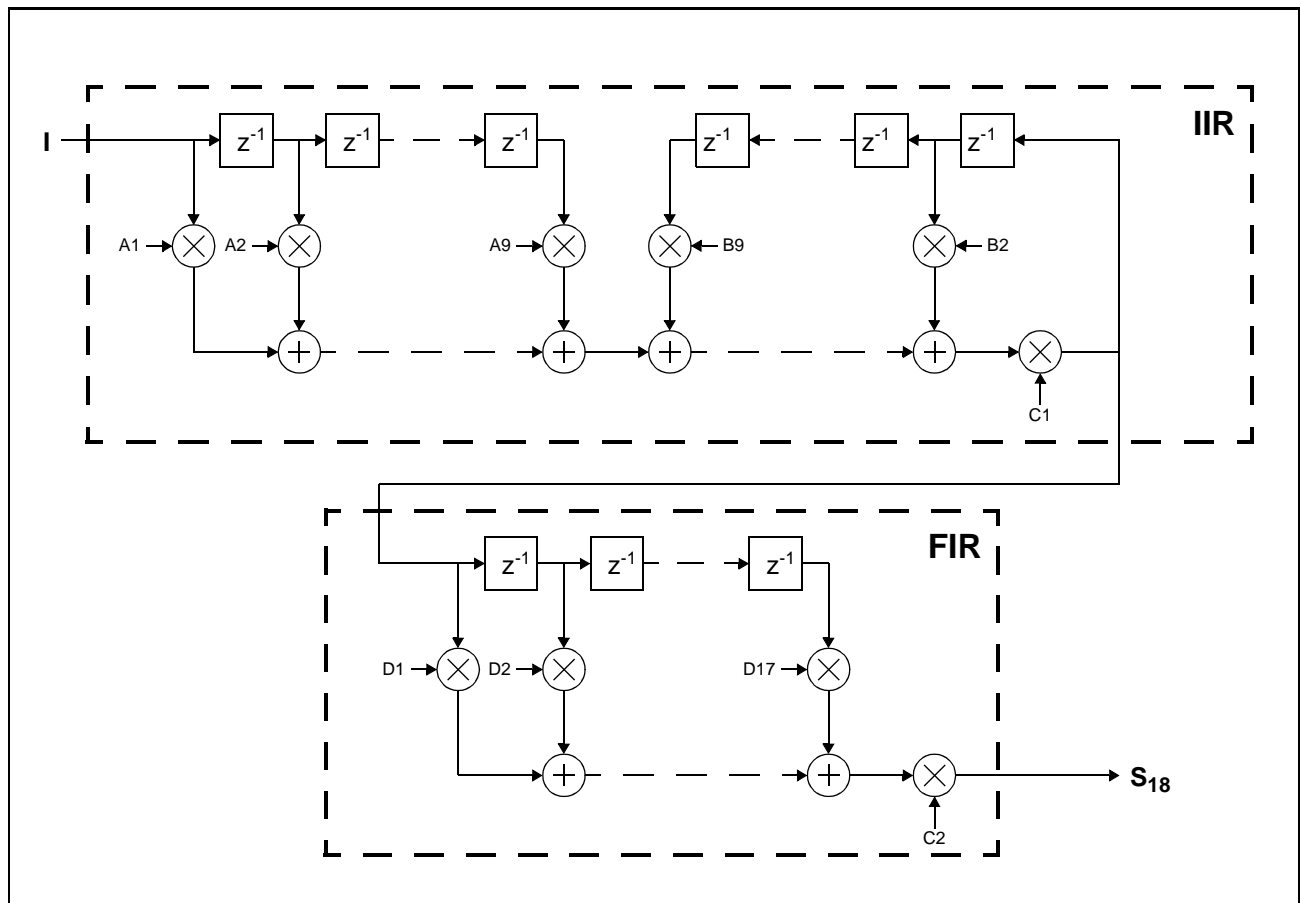 IIR
I
z⁻¹ z⁻¹ z⁻¹ z⁻¹ z⁻¹ z⁻¹
A1 A2 A9 B9 B2
+ + + +
C1
FIR
z⁻¹ z⁻¹ z⁻¹
D1 D2 D17
+ +
S₁₈
C2